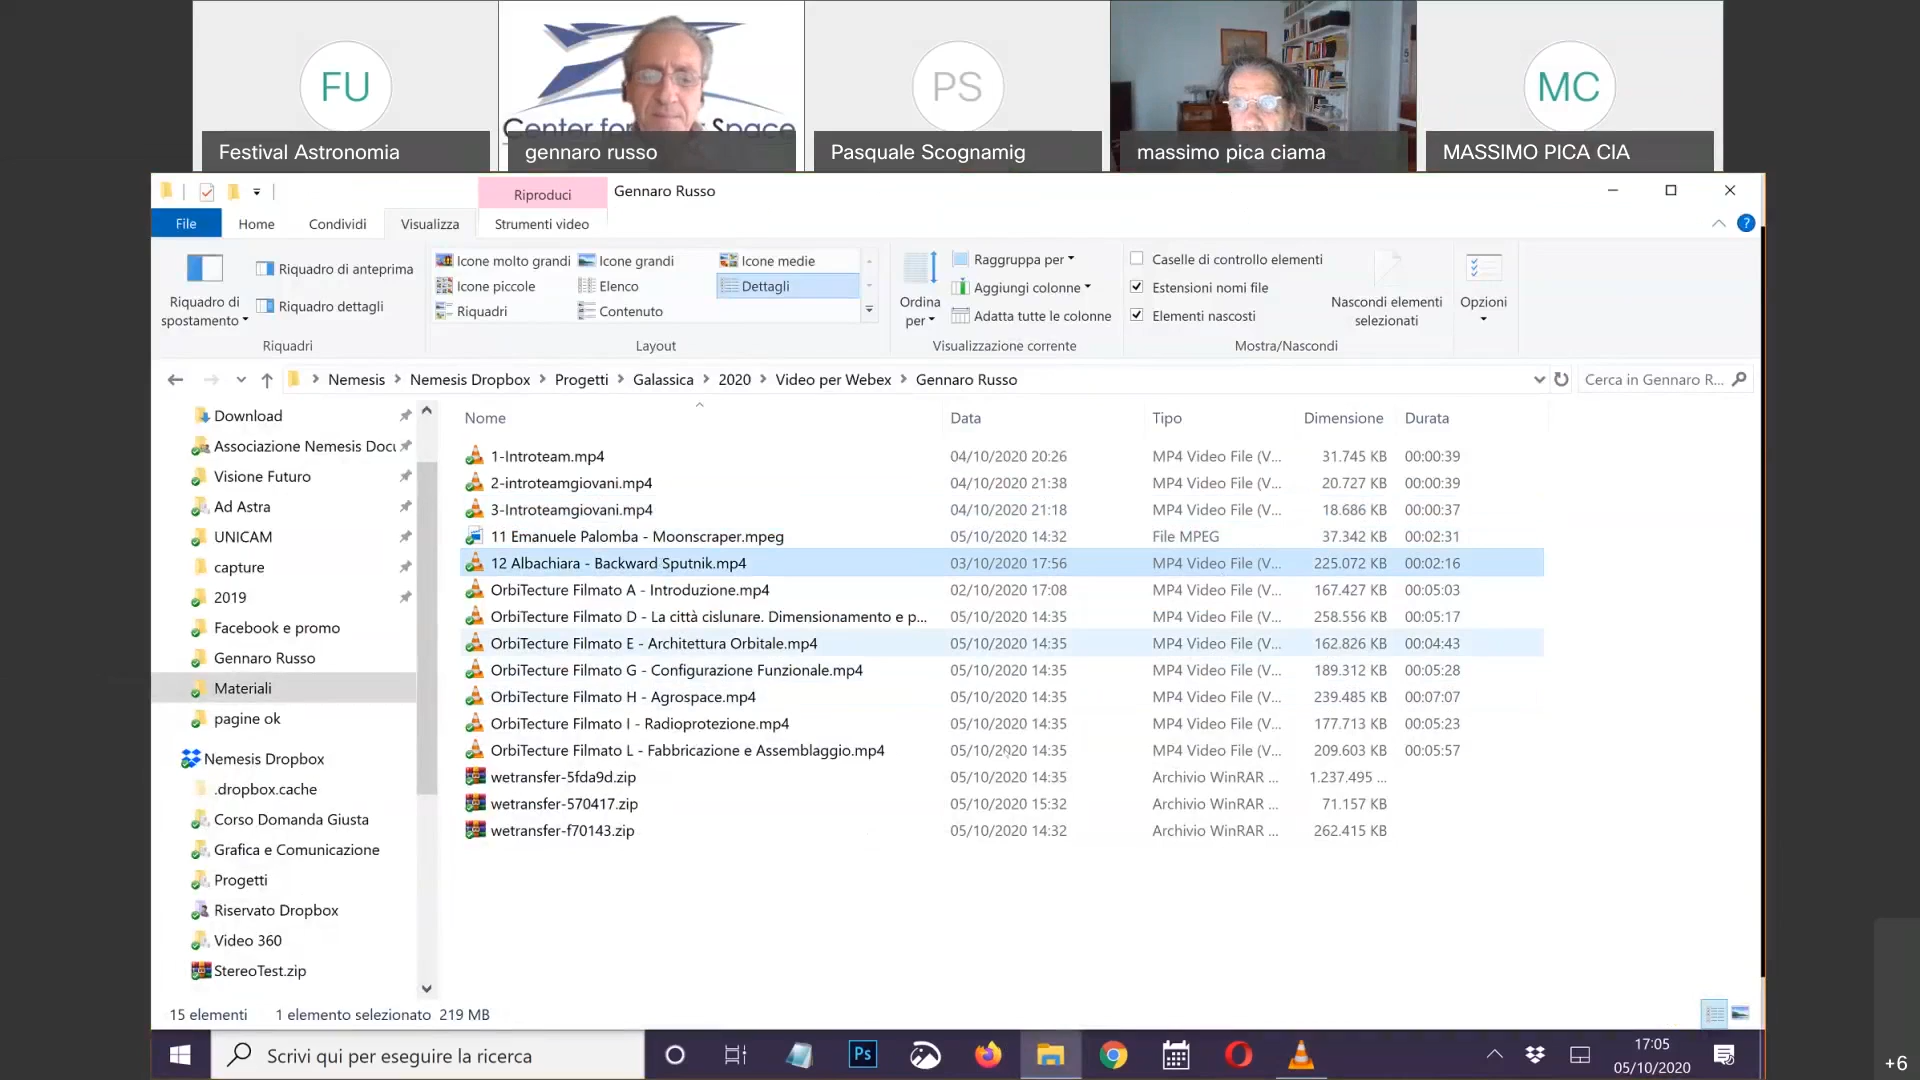 FU
PS
MC
Center for Space
Festival Astronomia
gennaro russo
Pasquale Scognamig
massimo pica ciama
MASSIMO PICA CIA
Riproduci
Gennaro Russo
File
Home
Condividi
Visualizza
Strumenti video
Riquadro di spostamento
Riquadro di anteprima
Riquadro dettagli
Riquadri
Icone molto grandi
Icone grandi
Icone medie
Icone piccole
Elenco
Dettagli
Riquadri
Contenuto
Layout
Ordina per
Raggruppa per
Aggiungi colonne
Adatta tutte le colonne
Visualizzazione corrente
Caselle di controllo elementi
Estensioni nomi file
Elementi nascosti
Nascondi elementi selezionati
Mostra/Nascondi
Opzioni
Nemesis > Nemesis Dropbox > Progetti > Galassica > 2020 > Video per Webex > Gennaro Russo
Cerca in Gennaro R...
Download
Associazione Nemesis Docu
Visione Futuro
Ad Astra
UNICAM
capture
2019
Facebook e promo
Gennaro Russo
Materiali
pagine ok
Nemesis Dropbox
.dropbox.cache
Corso Domanda Giusta
Grafica e Comunicazione
Progetti
Riservato Dropbox
Video 360
StereoTest.zip
Nome Data Tipo Dimensione Durata
1-Introteam.mp4 04/10/2020 20:26 MP4 Video File (V... 31.745 KB 00:00:39
2-introteamgiovani.mp4 04/10/2020 21:38 MP4 Video File (V... 20.727 KB 00:00:39
3-Introteamgiovani.mp4 04/10/2020 21:18 MP4 Video File (V... 18.686 KB 00:00:37
11 Emanuele Palomba - Moonscraper.mpeg 05/10/2020 14:32 File MPEG 37.342 KB 00:02:31
12 Albachiara - Backward Sputnik.mp4 03/10/2020 17:56 MP4 Video File (V... 225.072 KB 00:02:16
OrbiTecture Filmato A - Introduzione.mp4 02/10/2020 17:08 MP4 Video File (V... 167.427 KB 00:05:03
OrbiTecture Filmato D - La città cislunare. Dimensionamento e p... 05/10/2020 14:35 MP4 Video File (V... 258.556 KB 00:05:17
OrbiTecture Filmato E - Architettura Orbitale.mp4 05/10/2020 14:35 MP4 Video File (V... 162.826 KB 00:04:43
OrbiTecture Filmato G - Configurazione Funzionale.mp4 05/10/2020 14:35 MP4 Video File (V... 189.312 KB 00:05:28
OrbiTecture Filmato H - Agrospace.mp4 05/10/2020 14:35 MP4 Video File (V... 239.485 KB 00:07:07
OrbiTecture Filmato I - Radioprotezione.mp4 05/10/2020 14:35 MP4 Video File (V... 177.713 KB 00:05:23
OrbiTecture Filmato L - Fabbricazione e Assemblaggio.mp4 05/10/2020 14:35 MP4 Video File (V... 209.603 KB 00:05:57
wetransfer-5fda9d.zip 05/10/2020 14:35 Archivio WinRAR ... 1.237.495 ...
wetransfer-570417.zip 05/10/2020 15:32 Archivio WinRAR ... 71.157 KB
wetransfer-f70143.zip 05/10/2020 14:32 Archivio WinRAR ... 262.415 KB
15 elementi 1 elemento selezionato 219 MB
Scrivi qui per eseguire la ricerca
Ps
17:05
05/10/2020
+6